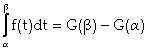 ∫_α^β f(t)dt = G(β) − G(α)